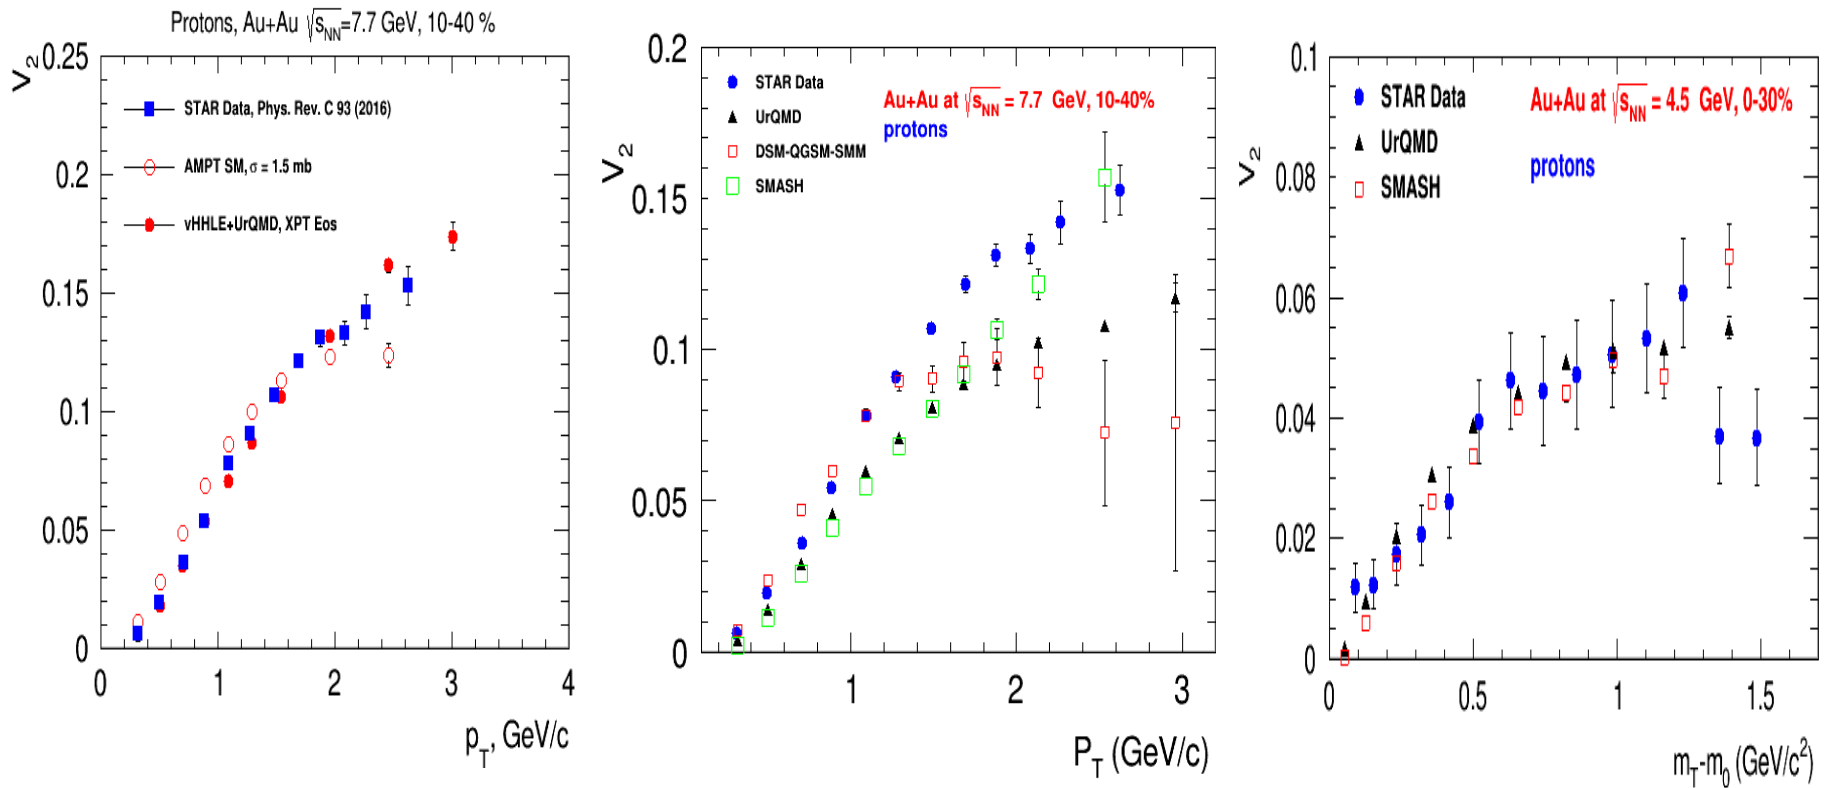 Protons, Au+Au √sNN=7.7 GeV, 10-40 %
v2
0.25
0.2
0.15
0.1
0.05
0
STAR Data, Phys. Rev. C 93 (2016)
AMPT SM, σ = 1.5 mb
vHHLE+UrQMD, XPT Eos
0 1 2 3 4
pT, GeV/c
v2
0.2
0.15
0.1
0.05
0
STAR Data
UrQMD
DSM-QGSM-SMM
SMASH
Au+Au at √sNN = 7.7 GeV, 10-40%
protons
1 2 3
PT (GeV/c)
v2
0.1
0.08
0.06
0.04
0.02
0
STAR Data
UrQMD
SMASH
Au+Au at √sNN = 4.5 GeV, 0-30%
protons
0 0.5 1 1.5
mT-m0 (GeV/c2)